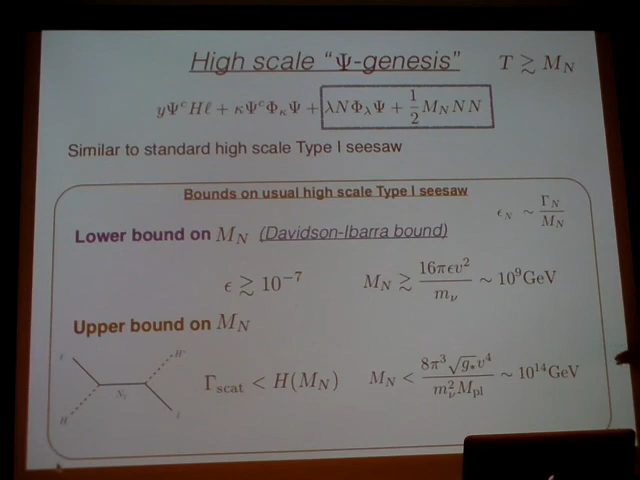 High scale "Ψ-genesis" T ≳ M_N
yΨ^c Hℓ + κΨ^c Φ_κ Ψ + λNΦ_λ Ψ + 1/2 M_N NN
Similar to standard high scale Type I seesaw
Bounds on usual high scale Type I seesaw
ϵ_N ~ Γ_N / M_N
Lower bound on M_N (Davidson-Ibarra bound)
ϵ ≳ 10^-7 M_N ≳ 16πϵv^2 / m_ν ~ 10^9 GeV
Upper bound on M_N
Γ_scat < H(M_N) M_N < 8π^3 √g_* v^4 / m_ν^2 M_pl ~ 10^14 GeV
H